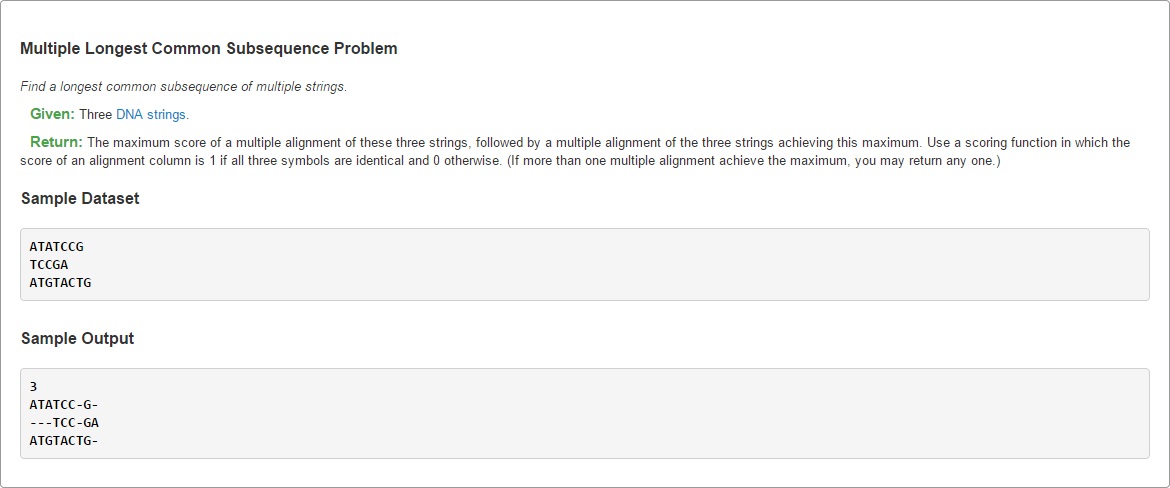 Multiple Longest Common Subsequence Problem
Find a longest common subsequence of multiple strings.
Given: Three DNA strings.
Return: The maximum score of a multiple alignment of these three strings, followed by a multiple alignment of the three strings achieving this maximum. Use a scoring function in which the
score of an alignment column is 1 if all three symbols are identical and 0 otherwise. (If more than one multiple alignment achieve the maximum, you may return any one.)
Sample Dataset
ATATCCG
TCCGA
ATGTACTG
Sample Output
3
ATATCC-G-
---TCC-GA
ATGTACTG-